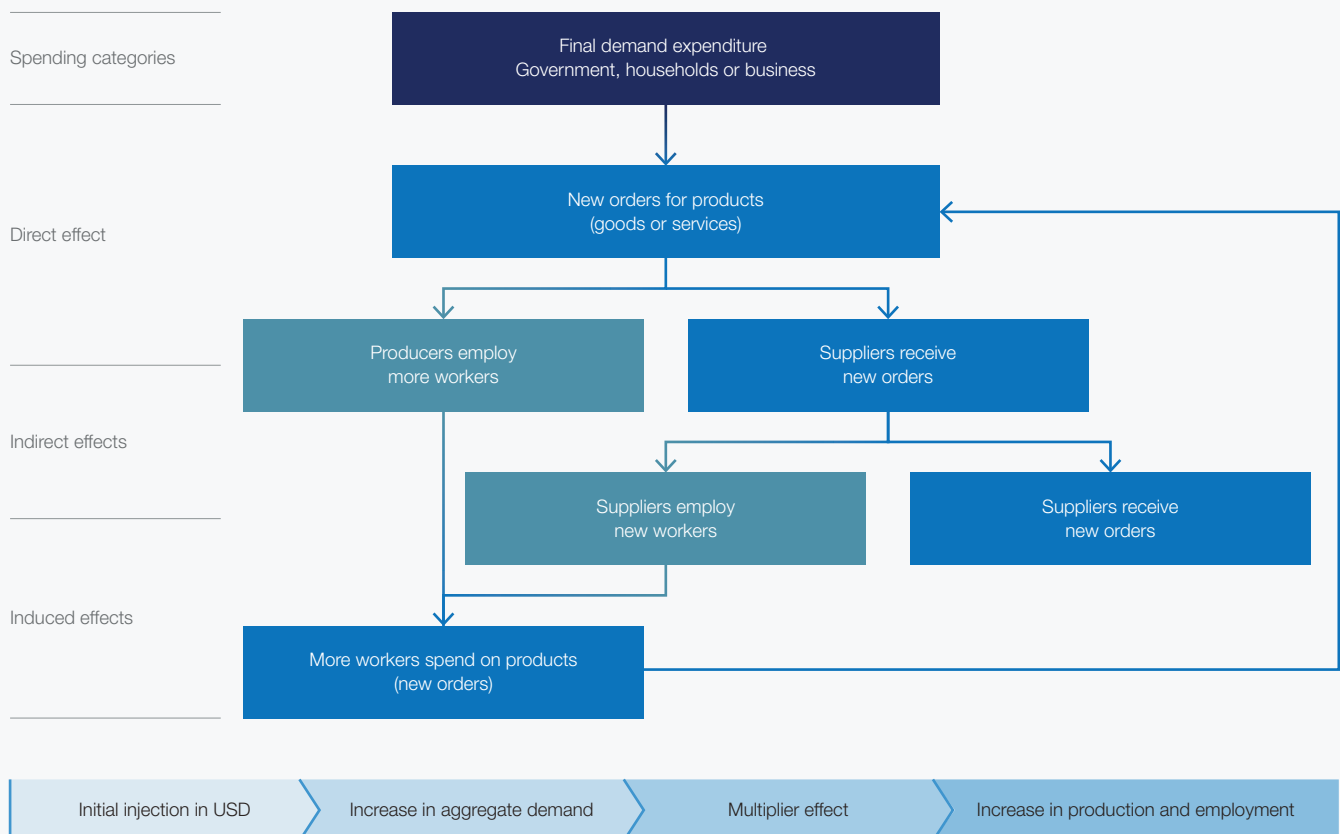 Spending categories
Final demand expenditure
Government, households or business
Direct effect
New orders for products
(goods or services)
Producers employ
more workers
Suppliers receive
new orders
Indirect effects
Suppliers employ
new workers
Suppliers receive
new orders
Induced effects
More workers spend on products
(new orders)
Initial injection in USD
Increase in aggregate demand
Multiplier effect
Increase in production and employment